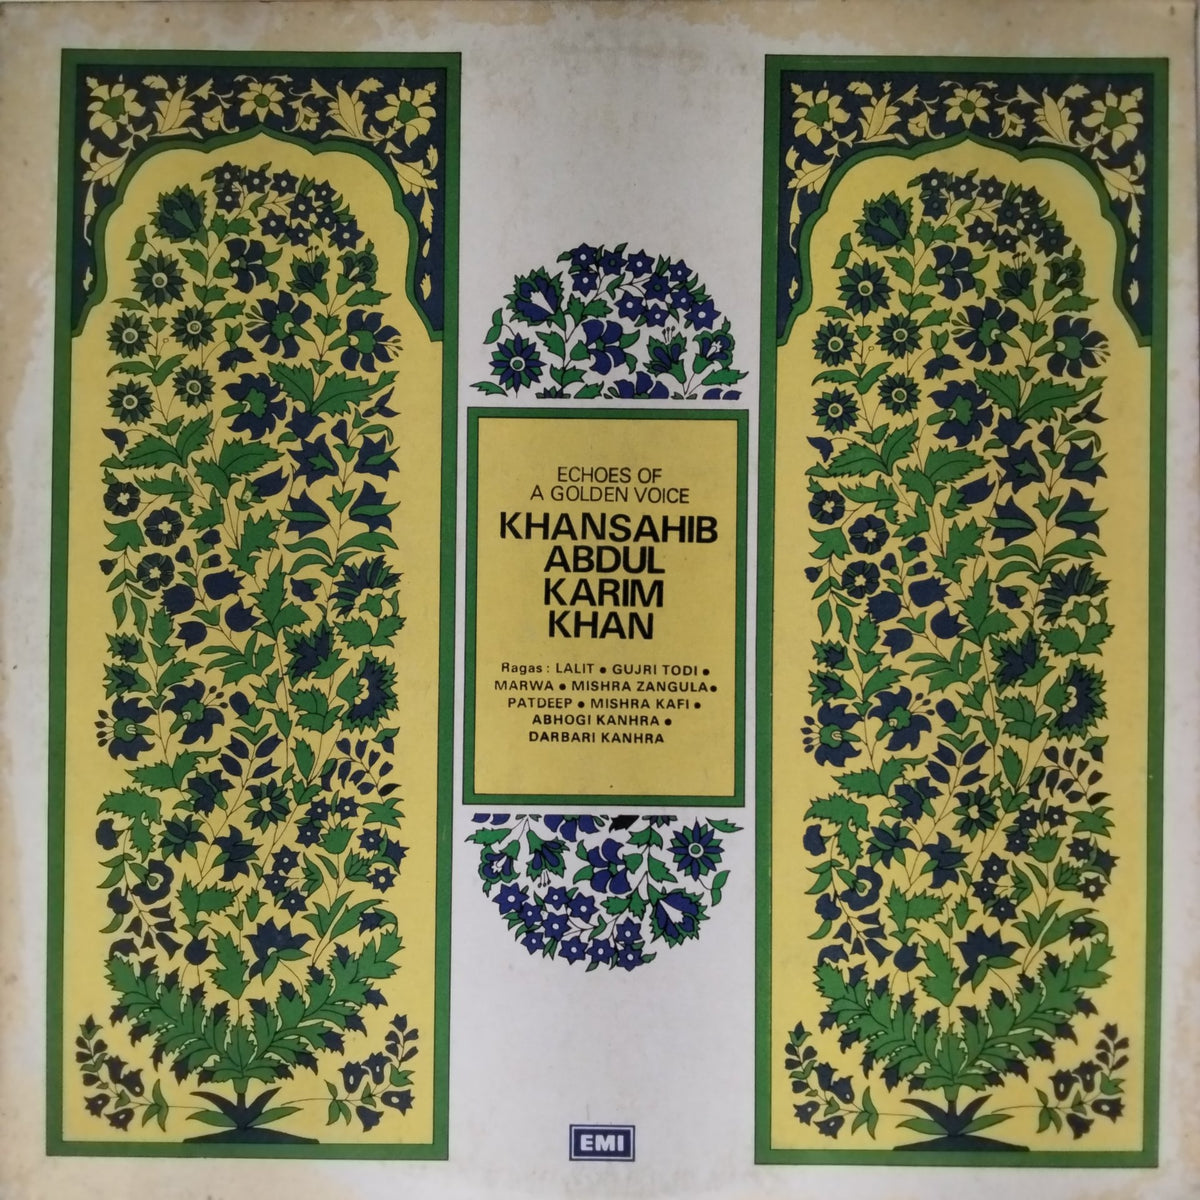 ECHOES OF
A GOLDEN VOICE
KHANSAHIB
ABDUL
KARIM
KHAN
Ragas : LALIT • GUJRI TODI •
MARWA • MISHRA ZANGULA •
PATDEEP • MISHRA KAFI •
ABHOGI KANHRA •
DARBARI KANHRA
EMI